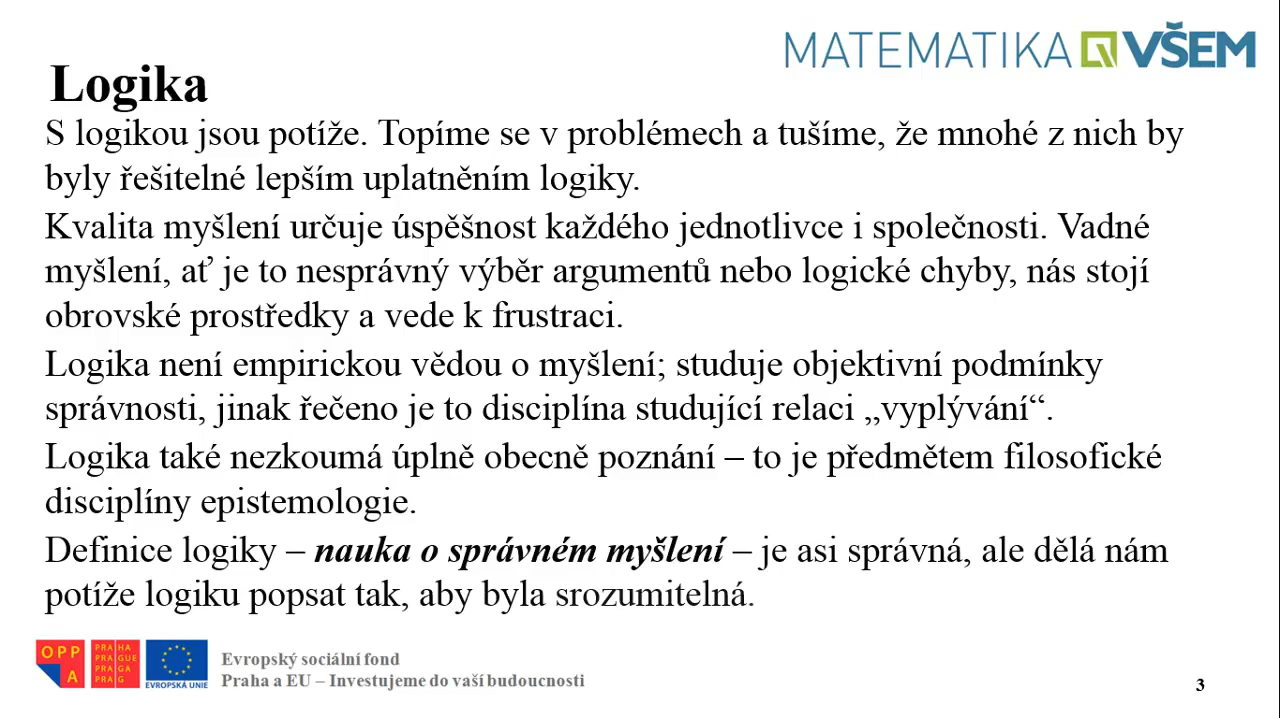 MATEMATIKA VŠEM
Logika
S logikou jsou potíže. Topíme se v problémech a tušíme, že mnohé z nich by
byly řešitelné lepším uplatněním logiky.
Kvalita myšlení určuje úspěšnost každého jednotlivce i společnosti. Vadné
myšlení, ať je to nesprávný výběr argumentů nebo logické chyby, nás stojí
obrovské prostředky a vede k frustraci.
Logika není empirickou vědou o myšlení; studuje objektivní podmínky
správnosti, jinak řečeno je to disciplína studující relaci „vyplývání“.
Logika také nezkoumá úplně obecně poznání – to je předmětem filosofické
disciplíny epistemologie.
Definice logiky – nauka o správném myšlení – je asi správná, ale dělá nám
potíže logiku popsat tak, aby byla srozumitelná.
OPP
A
PRAHA
PRAGUE
PRAGA
PRAG
EVROPSKÁ UNIE
Evropský sociální fond
Praha a EU – Investujeme do vaší budoucnosti
3